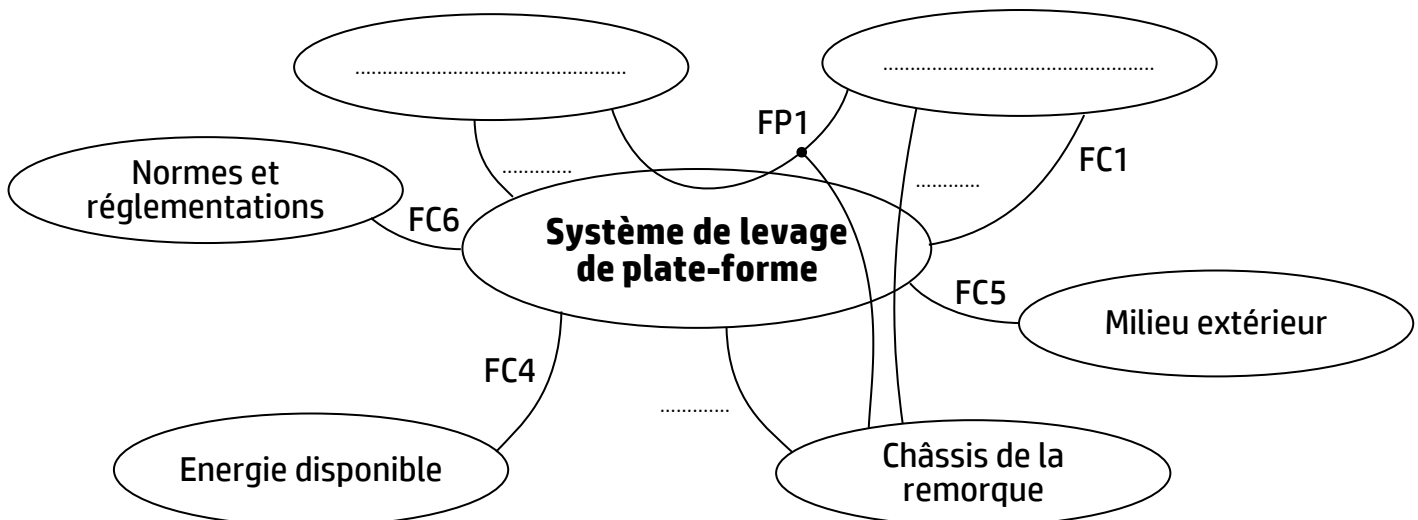 ..................................................
..................................................
FP1
Normes et
réglementations
.............
FC1
............
FC6
Système de levage
de plate-forme
FC5
Milieu extérieur
FC4
.............
Energie disponible
Châssis de la
remorque